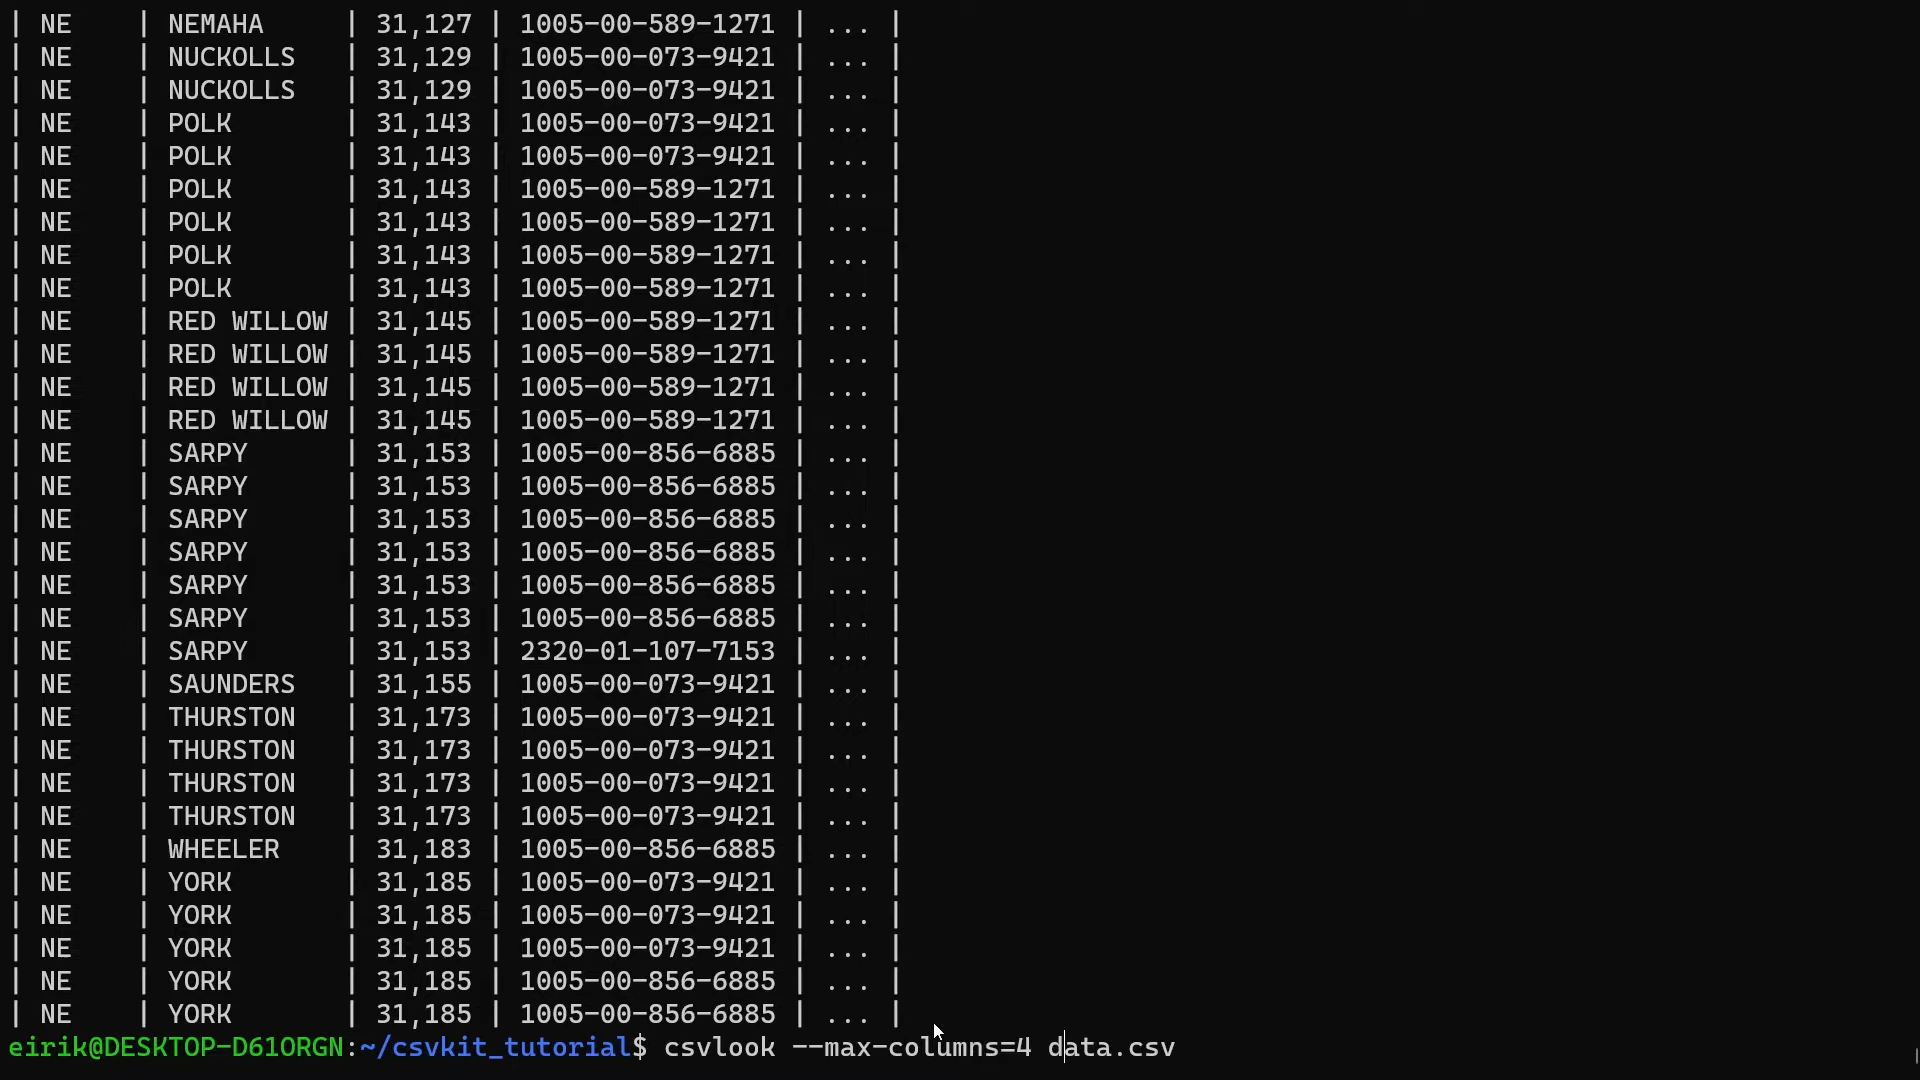 | NE    | NEMAHA     | 31,127 | 1005-00-589-1271 | ... |
| NE    | NUCKOLLS   | 31,129 | 1005-00-073-9421 | ... |
| NE    | NUCKOLLS   | 31,129 | 1005-00-073-9421 | ... |
| NE    | POLK       | 31,143 | 1005-00-073-9421 | ... |
| NE    | POLK       | 31,143 | 1005-00-073-9421 | ... |
| NE    | POLK       | 31,143 | 1005-00-589-1271 | ... |
| NE    | POLK       | 31,143 | 1005-00-589-1271 | ... |
| NE    | POLK       | 31,143 | 1005-00-589-1271 | ... |
| NE    | POLK       | 31,143 | 1005-00-589-1271 | ... |
| NE    | RED WILLOW | 31,145 | 1005-00-589-1271 | ... |
| NE    | RED WILLOW | 31,145 | 1005-00-589-1271 | ... |
| NE    | RED WILLOW | 31,145 | 1005-00-589-1271 | ... |
| NE    | RED WILLOW | 31,145 | 1005-00-589-1271 | ... |
| NE    | SARPY      | 31,153 | 1005-00-856-6885 | ... |
| NE    | SARPY      | 31,153 | 1005-00-856-6885 | ... |
| NE    | SARPY      | 31,153 | 1005-00-856-6885 | ... |
| NE    | SARPY      | 31,153 | 1005-00-856-6885 | ... |
| NE    | SARPY      | 31,153 | 1005-00-856-6885 | ... |
| NE    | SARPY      | 31,153 | 1005-00-856-6885 | ... |
| NE    | SARPY      | 31,153 | 2320-01-107-7153 | ... |
| NE    | SAUNDERS   | 31,155 | 1005-00-073-9421 | ... |
| NE    | THURSTON   | 31,173 | 1005-00-073-9421 | ... |
| NE    | THURSTON   | 31,173 | 1005-00-073-9421 | ... |
| NE    | THURSTON   | 31,173 | 1005-00-073-9421 | ... |
| NE    | THURSTON   | 31,173 | 1005-00-073-9421 | ... |
| NE    | WHEELER    | 31,183 | 1005-00-856-6885 | ... |
| NE    | YORK       | 31,185 | 1005-00-073-9421 | ... |
| NE    | YORK       | 31,185 | 1005-00-073-9421 | ... |
| NE    | YORK       | 31,185 | 1005-00-073-9421 | ... |
| NE    | YORK       | 31,185 | 1005-00-856-6885 | ... |
| NE    | YORK       | 31,185 | 1005-00-856-6885 | ... |
eirik@DESKTOP-D61ORGN:~/csvkit_tutorial$ csvlook --max-columns=4 data.csv